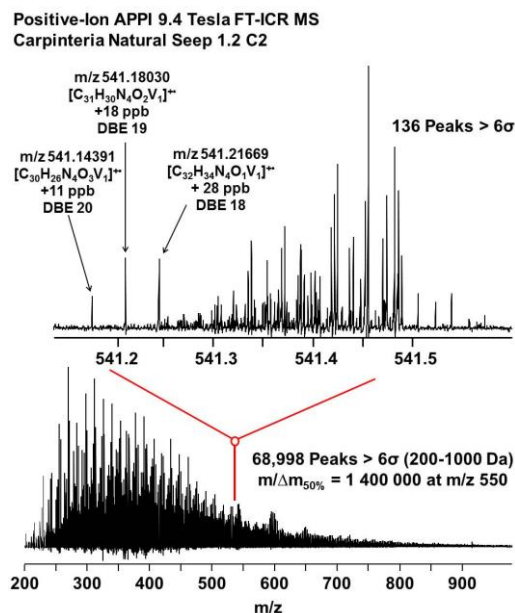 Positive-Ion APPI 9.4 Tesla FT-ICR MS
Carpinteria Natural Seep 1.2 C2
m/z 541.18030
[C31H30N4O2V1]+•
+18 ppb
DBE 19
136 Peaks > 6σ
m/z 541.14391
[C30H26N4O3V1]+•
+11 ppb
DBE 20
m/z 541.21669
[C32H34N4O1V1]+•
+ 28 ppb
DBE 18
541.2 541.3 541.4 541.5
68,998 Peaks > 6σ (200-1000 Da)
m/Δm50% = 1 400 000 at m/z 550
200 300 400 500 600 700 800 900
m/z